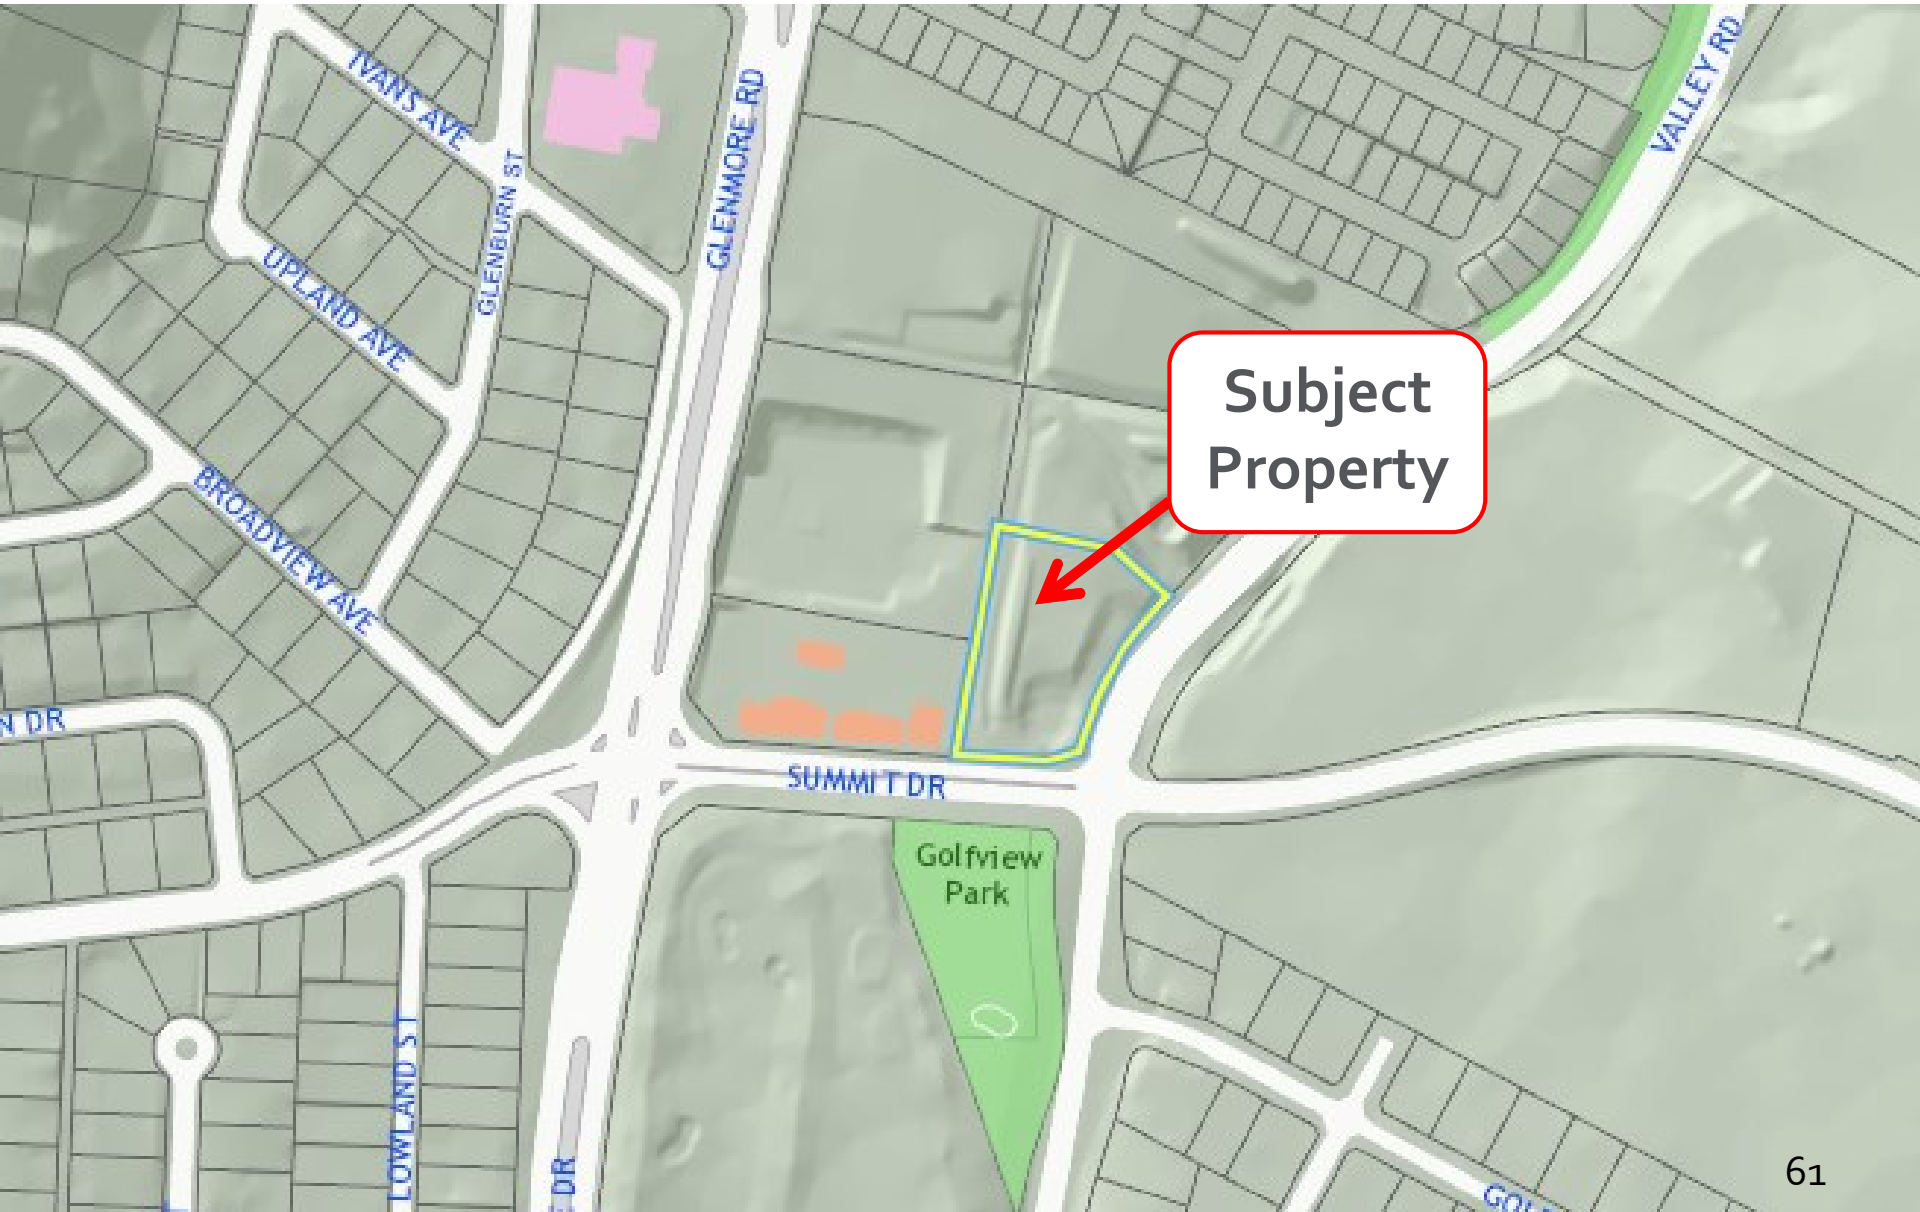 IVANS AVE
GLENBURN ST
GLENMORE RD
VALLEY RD
UPLAND AVE
Subject
Property
BROADVIEW AVE
N DR
SUMMIT DR
Golfview
Park
LOWLAND ST
DR
61